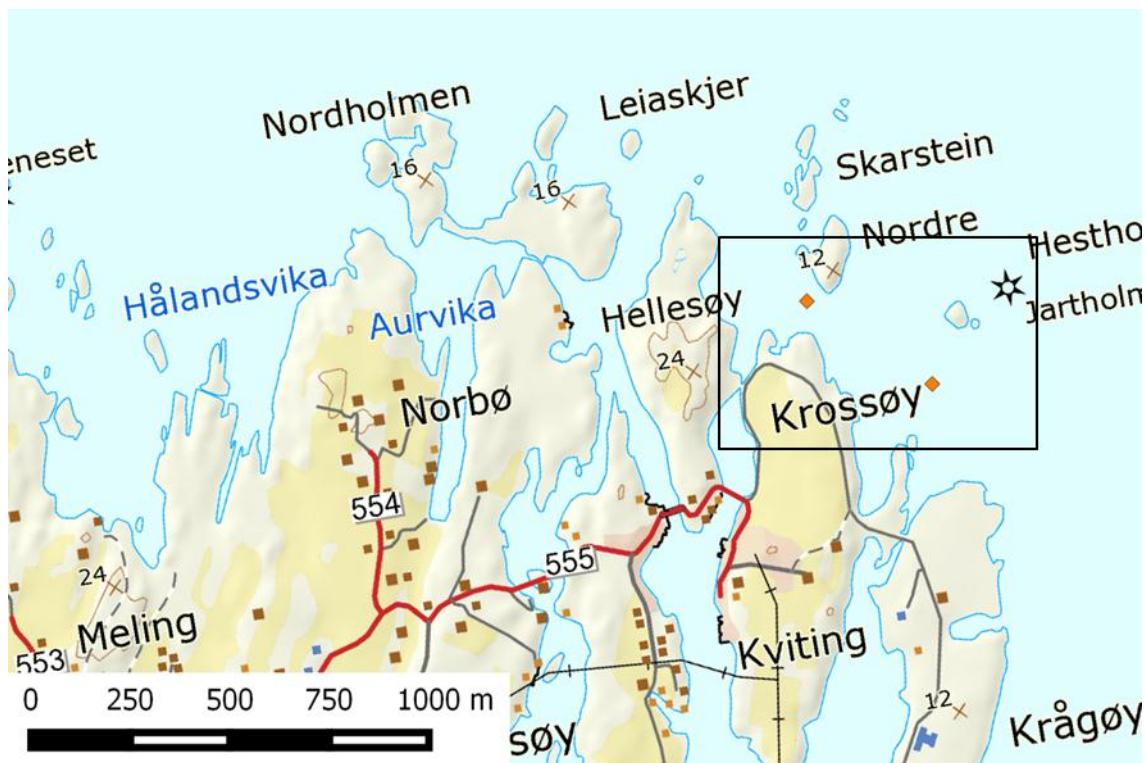 Nordholmen
Leiaskjer
eneset
Skarstein
16
16
Nordre
Hestho
12
Hålandsvika
Hellesøy
Jartholm
Aurvika
24
Norbø
Krossøy
554
555
24
Meling
Kviting
553
12
Krågøy
søy
0 250 500 750 1000 m